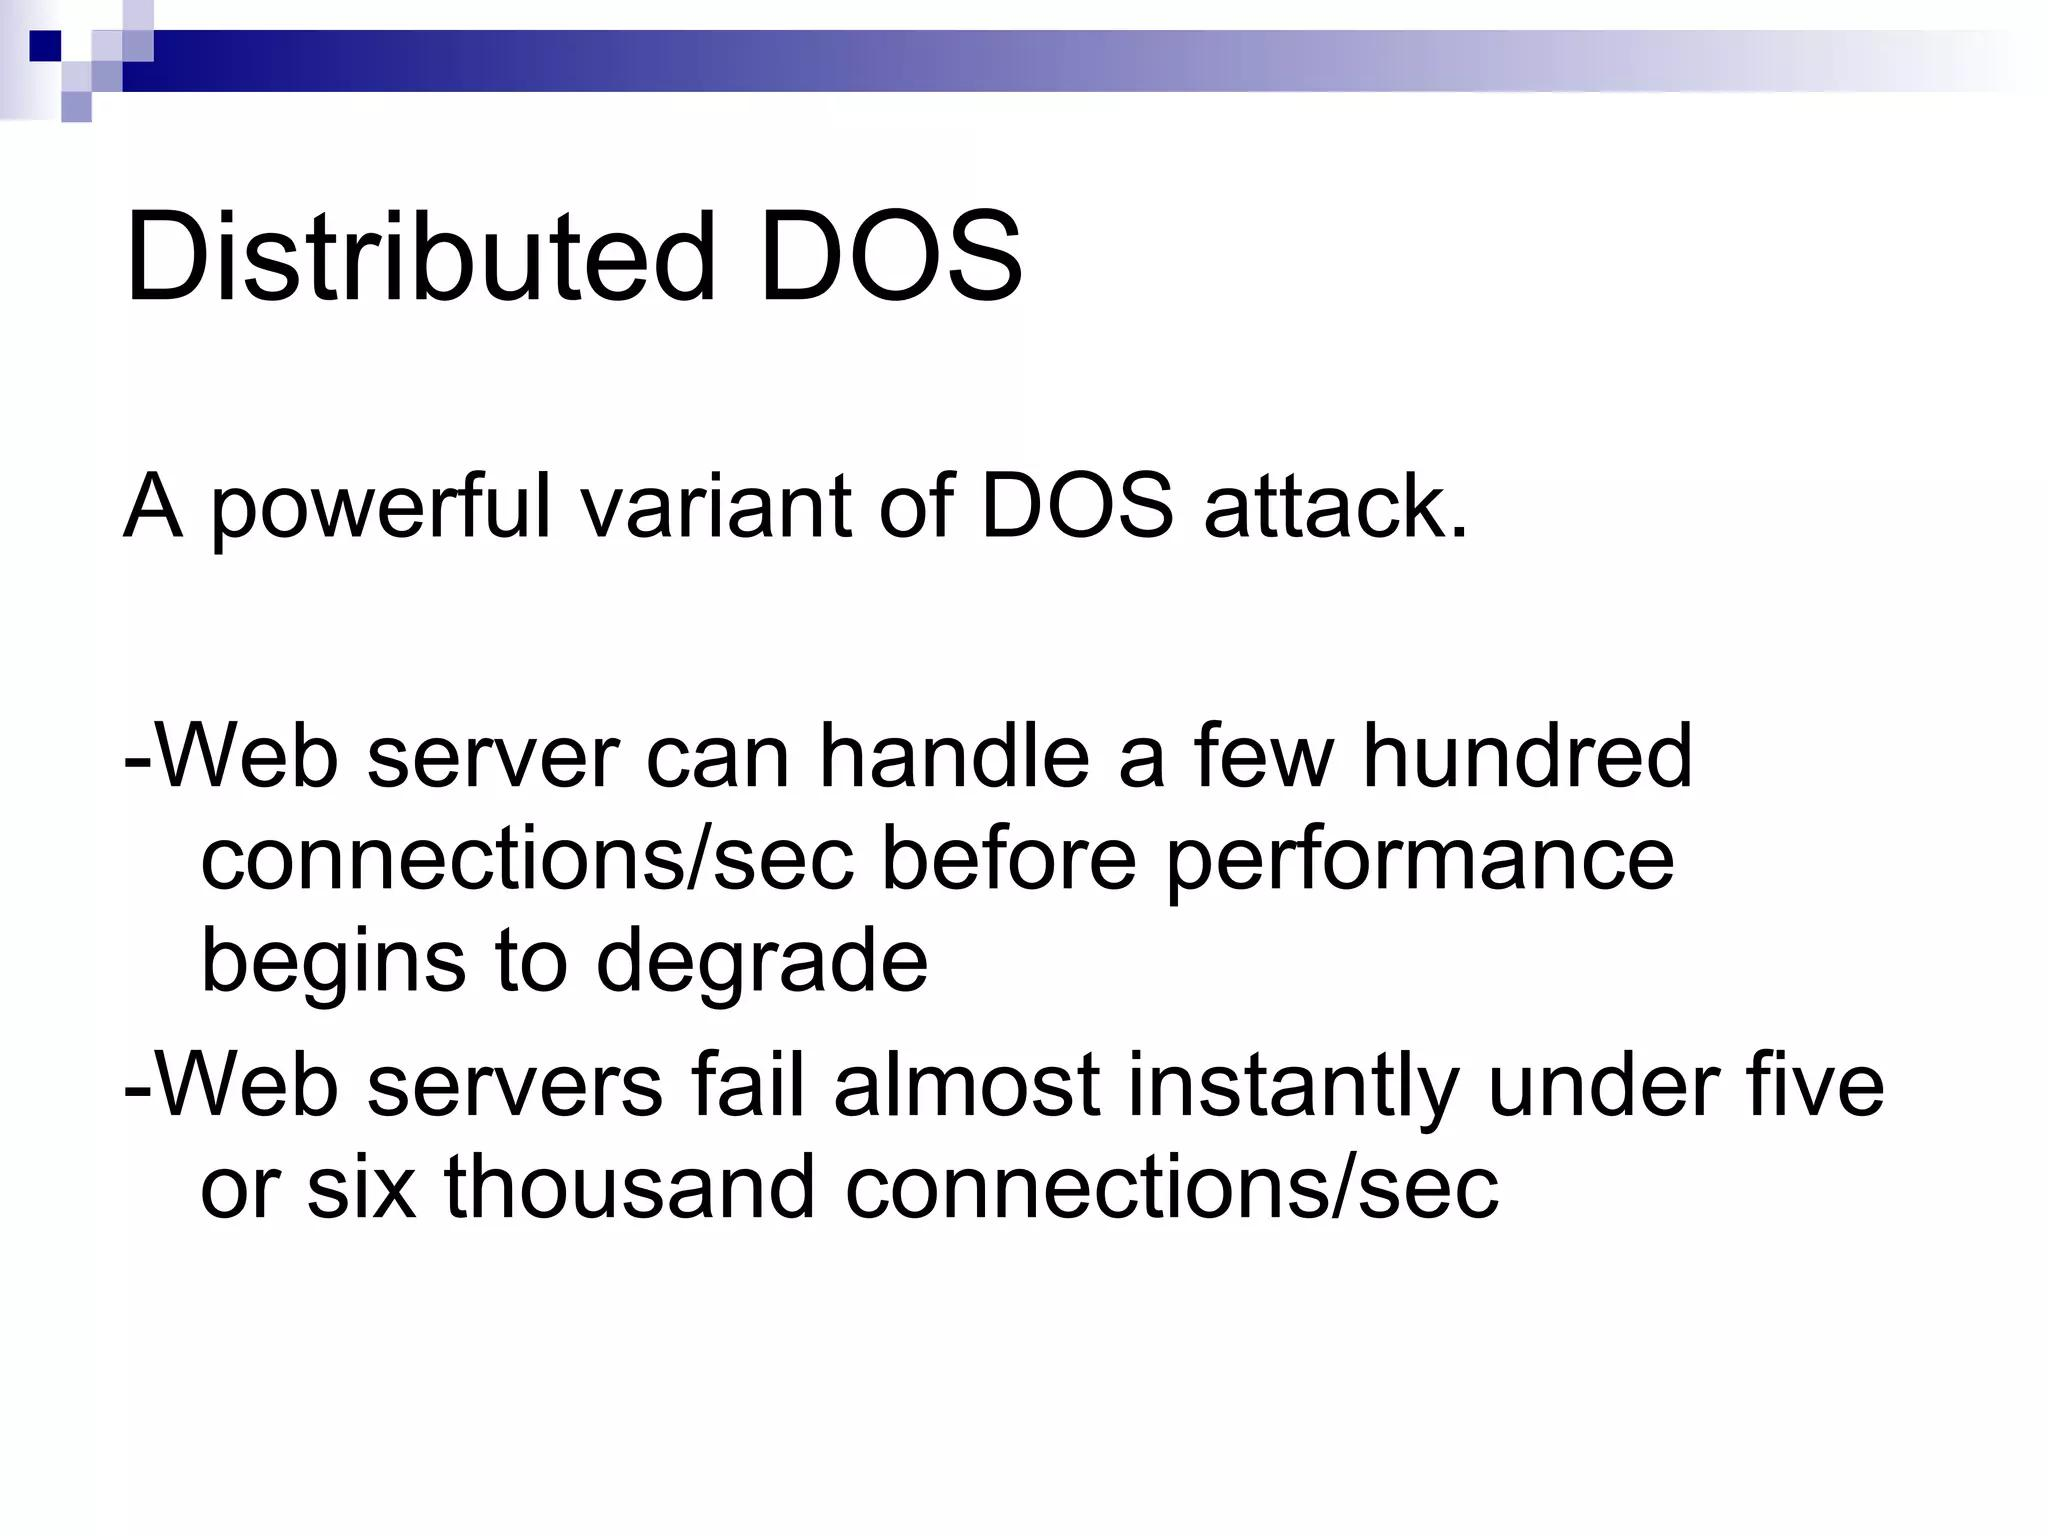 Distributed DOS
A powerful variant of DOS attack.
-Web server can handle a few hundred
connections/sec before performance
begins to degrade
-Web servers fail almost instantly under five
or six thousand connections/sec